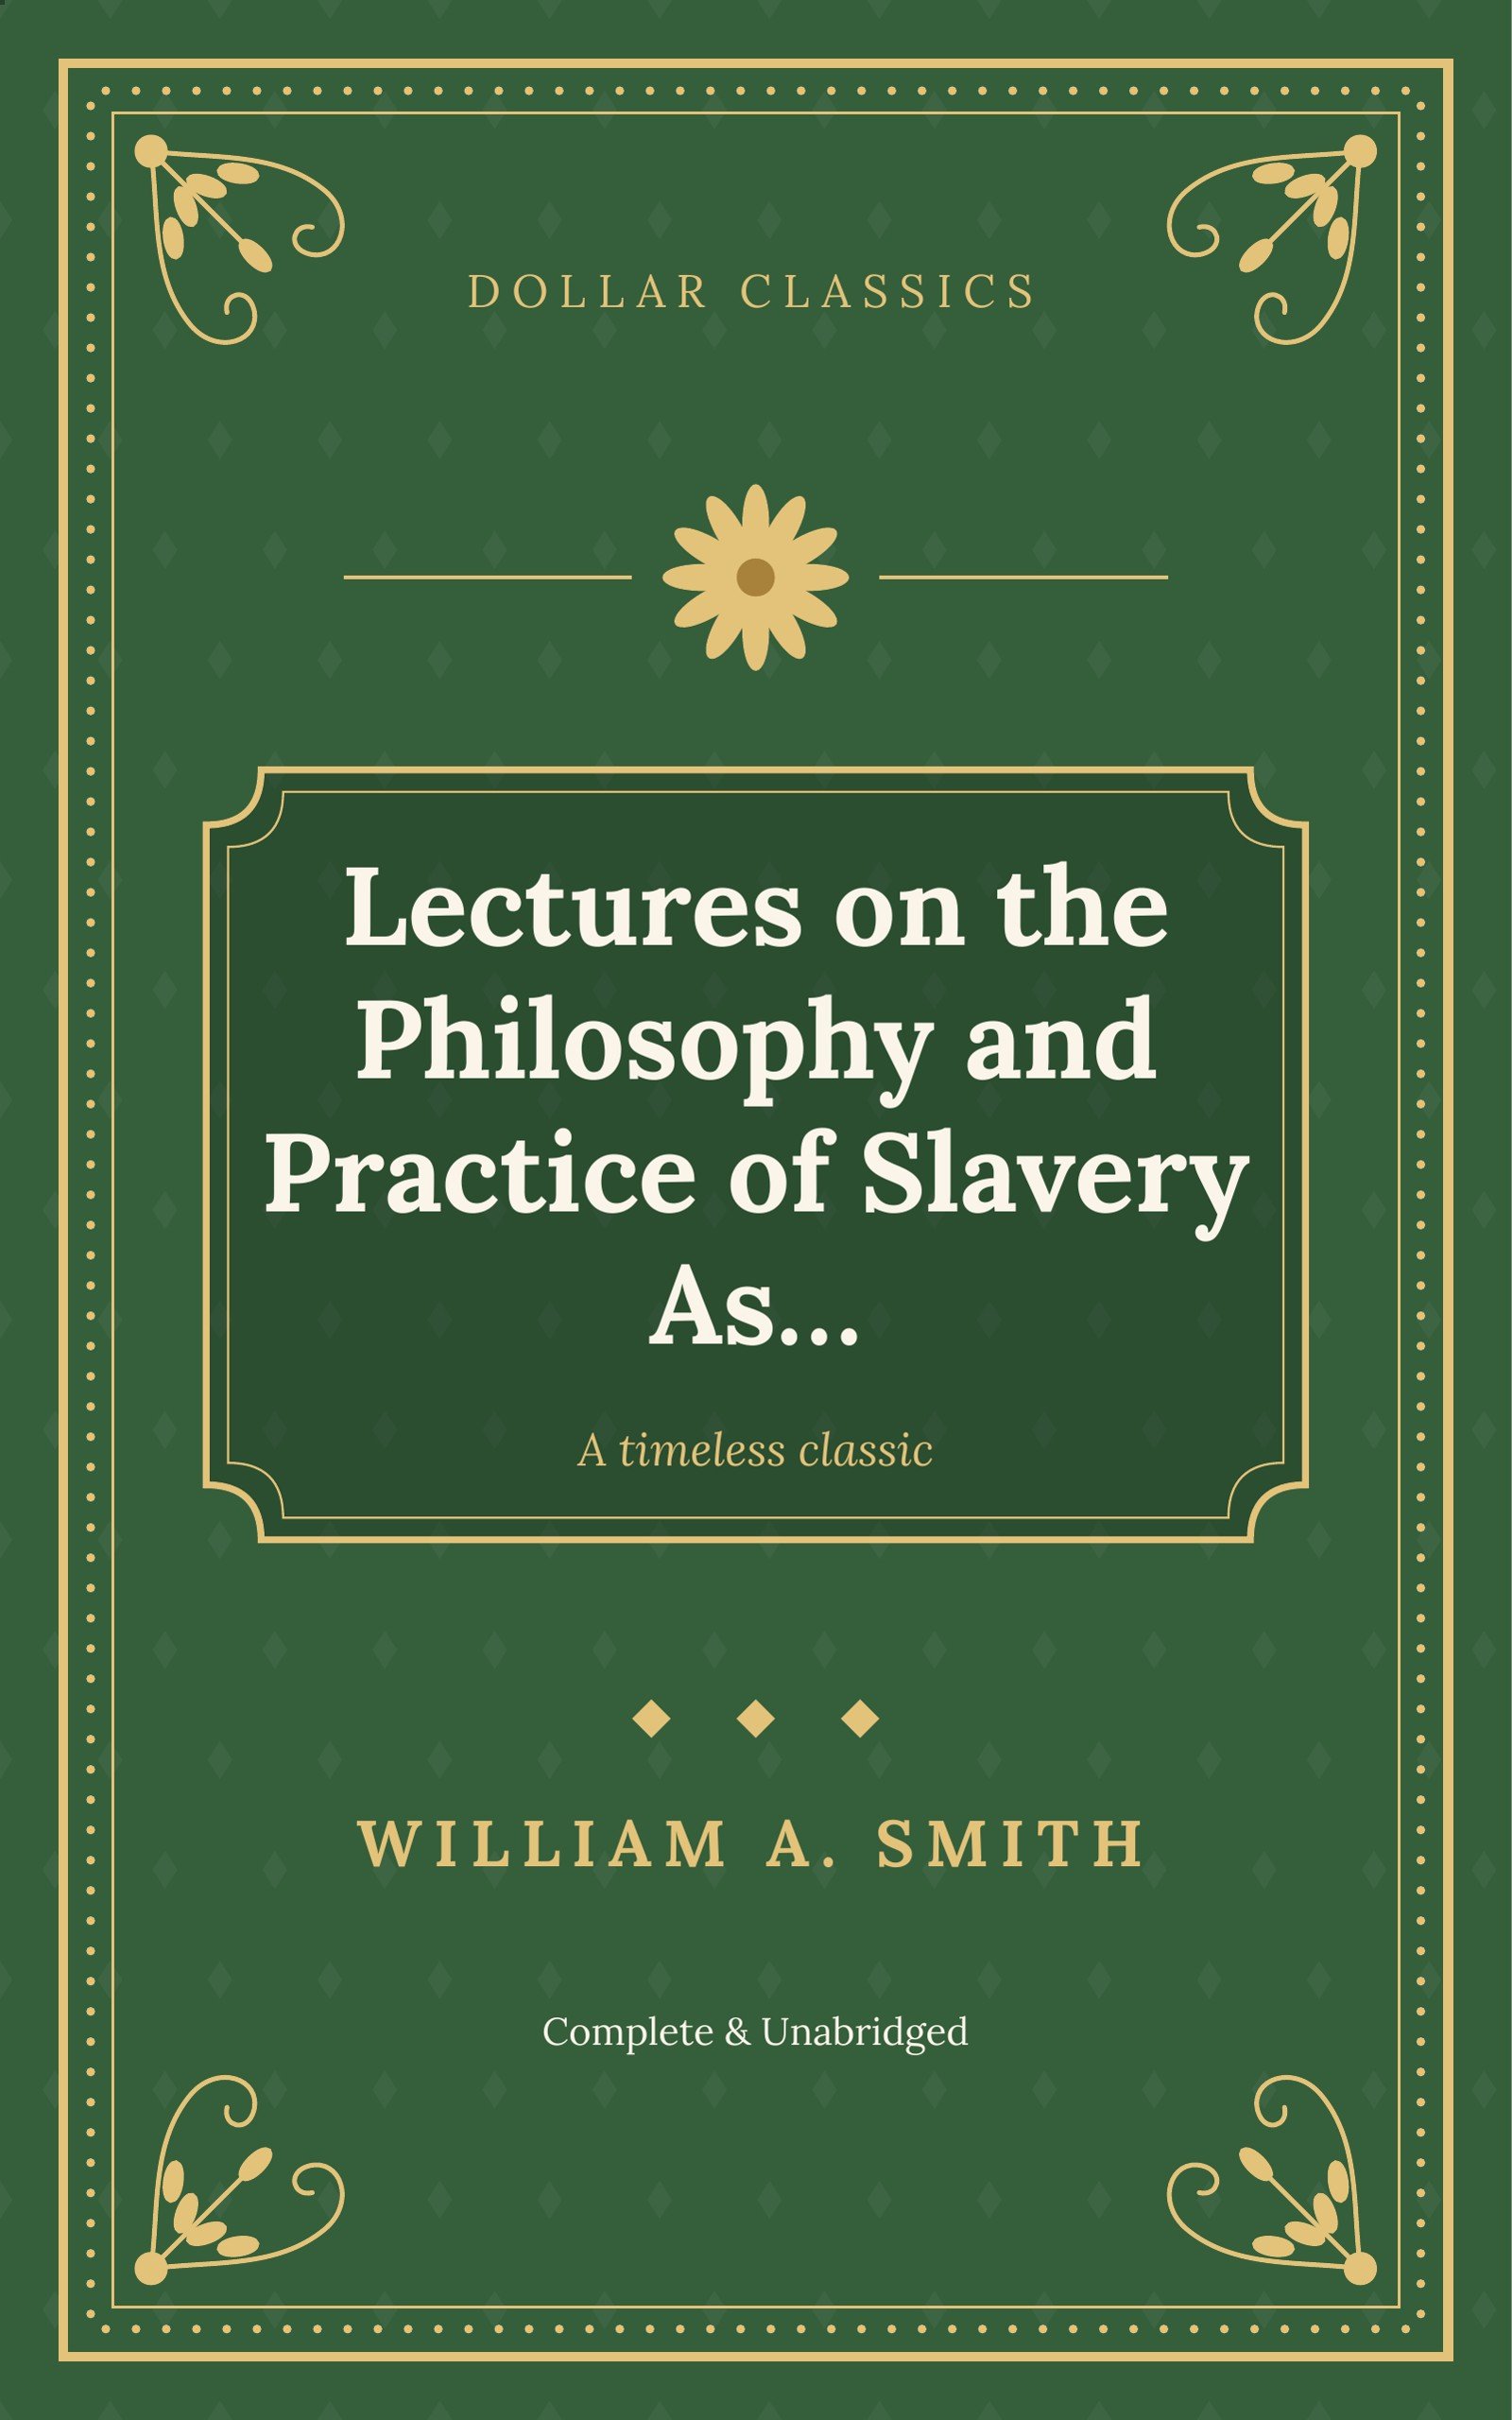 DOLLAR CLASSICS
Lectures on the
Philosophy and
Practice of Slavery
As...
A timeless classic
WILLIAM A. SMITH
Complete & Unabridged